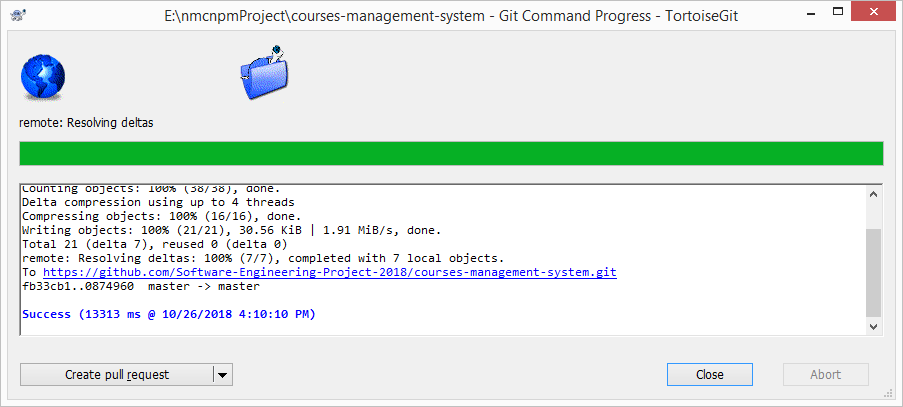 E:\nmcnpmProject\courses-management-system - Git Command Progress - TortoiseGit
remote: Resolving deltas
Counting objects: 100% (38/38), done.
Delta compression using up to 4 threads
Compressing objects: 100% (16/16), done.
Writing objects: 100% (21/21), 30.56 KiB | 1.91 MiB/s, done.
Total 21 (delta 7), reused 0 (delta 0)
remote: Resolving deltas: 100% (7/7), completed with 7 local objects.
To https://github.com/Software-Engineering-Project-2018/courses-management-system.git
fb33cb1..0874960  master -> master
Success (13313 ms @ 10/26/2018 4:10:10 PM)
Create pull request
Close
Abort